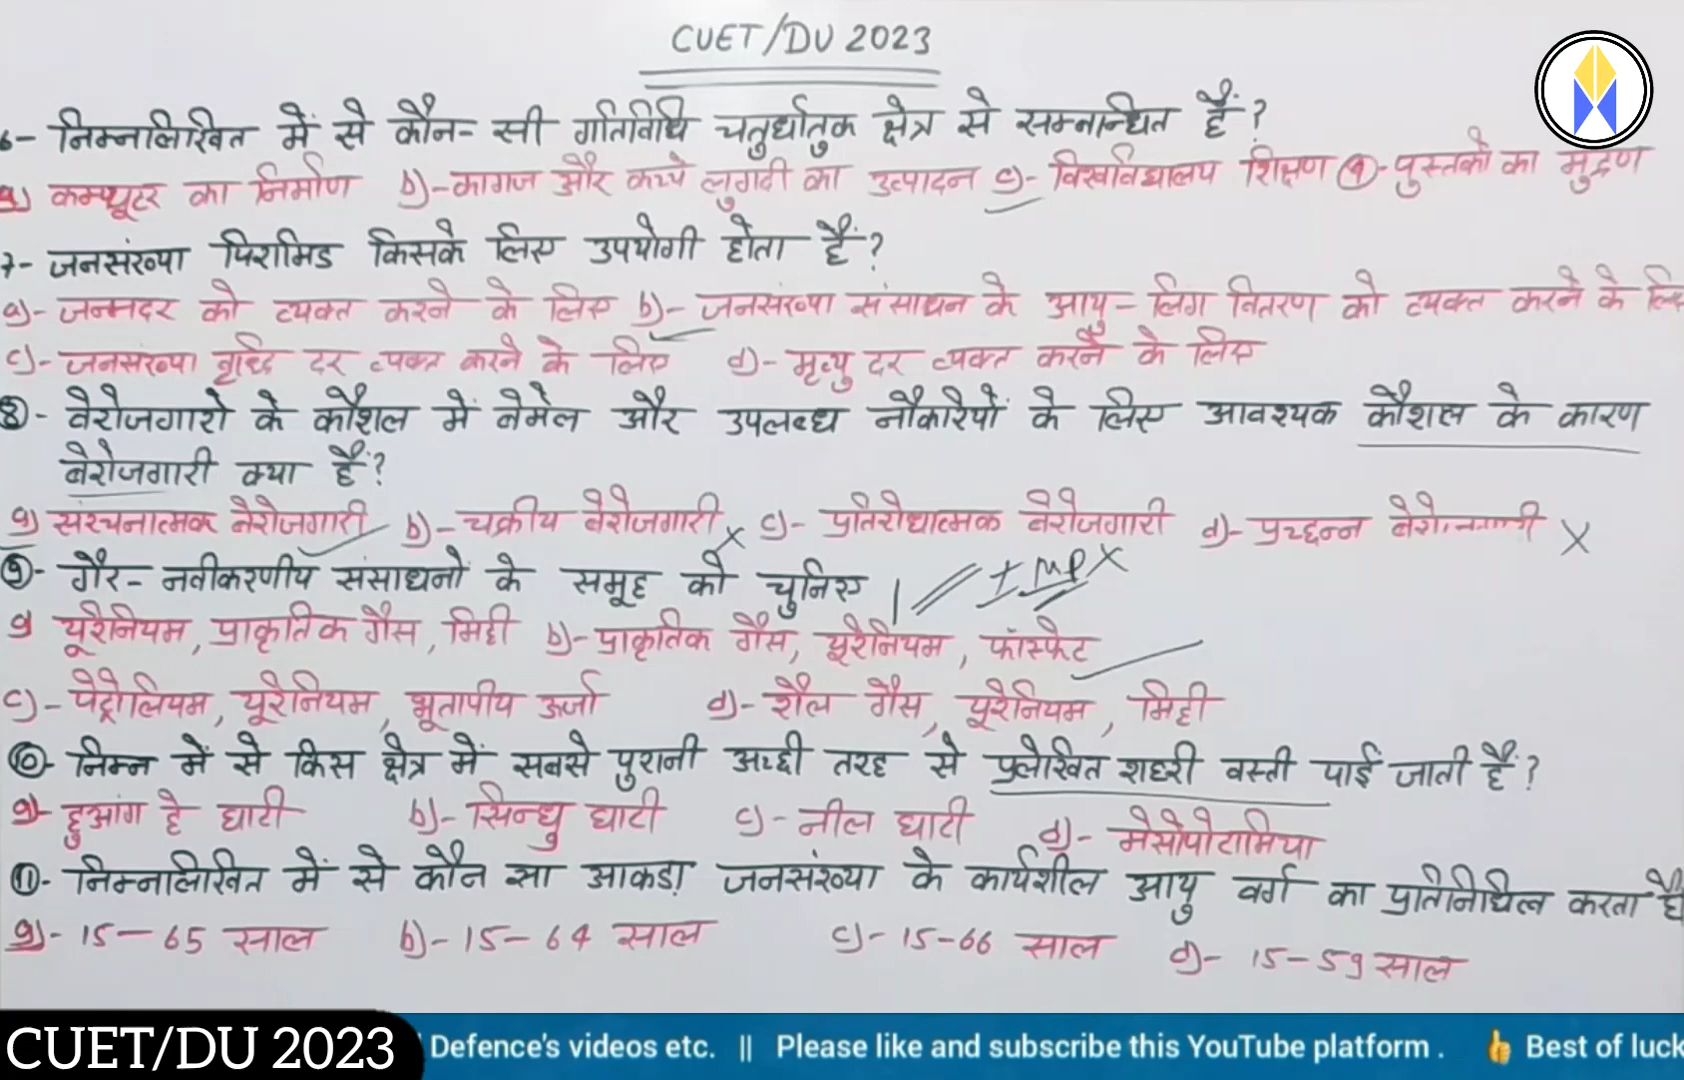 CUET/DU 2023
6- निम्नलिखित में से कौन-सी गतिविधि चतुर्धातुक क्षेत्र से सम्नान्धित हैं?
a) कम्प्यूटर का निर्माण b)- कागज और कच्चे लुगदी का उत्पादन c)- विश्वविद्यालय शिक्षण d)- पुस्तकों का मुद्रण
7- जनसंख्या पिरामिड किसके लिए उपयोगी होता हैं?
a)- जन्मदर को व्यक्त करने के लिए b)- जनसंख्या संसाधन के आयु-लिंग वितरण को व्यक्त करने के लिए
c)- जनसंख्या वृद्धि दर व्यक्त करने के लिए d)- मृत्यु दर व्यक्त करने के लिए
8- वेरोजगारों के कौशल में बेमेल और उपलब्ध नौकरियों के लिए आवश्यक कौशल के कारण
बेरोजगारी क्या हैं?
a) संरचनात्मक बेरोजगारी b)- चक्रीय बेरोजगारी x c)- प्रतिरोधात्मक बेरोजगारी d)- प्रच्छन्न बेरोजगारी X
9- गैर-नवीकरणीय संसाधनों के समूह को चुनिए Imp X
a यूरेनियम, प्राकृतिक गैस, मिट्टी b)- प्राकृतिक गैस, यूरेनियम, फॉस्फेट
c)- पेट्रोलियम, यूरेनियम, भूतापीय ऊर्जा d)- शैल गैस, यूरेनियम, मिट्टी
10- निम्न में से किस क्षेत्र में सबसे पुरानी अच्छी तरह से प्रलेखित शहरी वस्ती पाई जाती हैं?
a)- हुआंग हे घाटी b)- सिन्धु घाटी c)- नील घाटी d)- मेसोपोटामिया
11- निम्नलिखित में से कौन सा आकडा़ जनसंख्या के कार्यशील आयु वर्ग का प्रतिनिधित्व करता है
a)- 15-65 साल b)- 15-64 साल c)- 15-66 साल d)- 15-59 साल
CUET/DU 2023 Defence's videos etc. || Please like and subscribe this YouTube platform . 👍 Best of luck